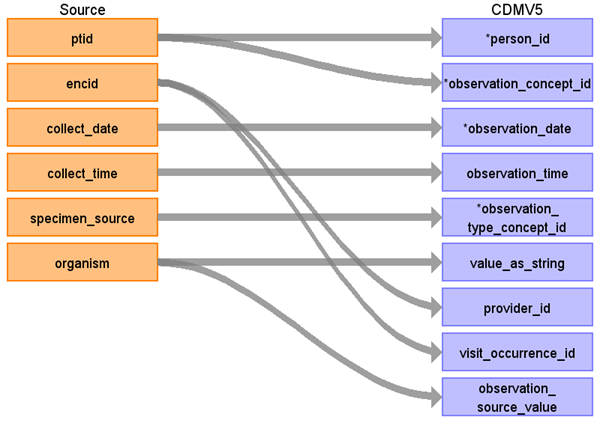 Source
CDMV5
ptid
*person_id
encid
*observation_concept_id
collect_date
*observation_date
collect_time
observation_time
specimen_source
*observation_
type_concept_id
organism
value_as_string
provider_id
visit_occurrence_id
observation_
source_value